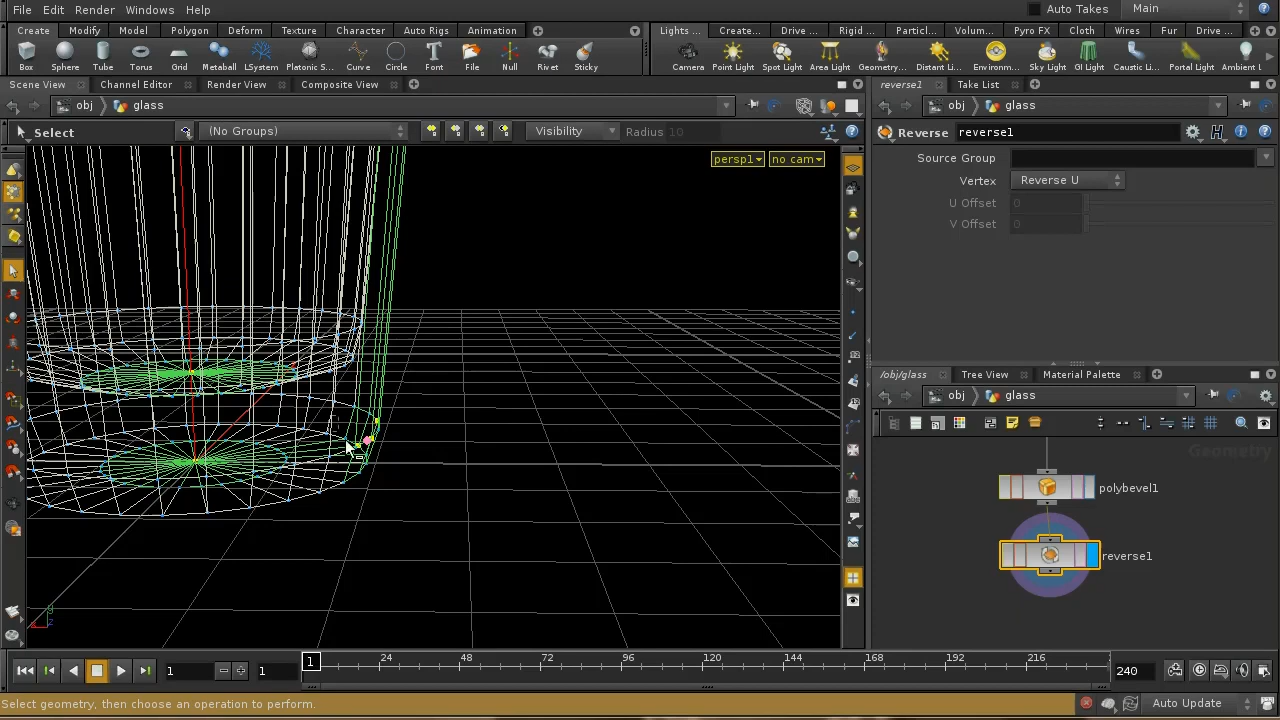 File Edit Render Windows Help
Auto Takes Main
Create Modify Model Polygon Deform Texture Character Auto Rigs Animation
Lights ... Create... Drive ... Rigid ... Particl... Volum... Pyro FX Cloth Wires Fur Drive ...
Box Sphere Tube Torus Grid Metaball LSystem Platonic S... Curve Circle Font File Null Rivet Sticky
Camera Point Light Spot Light Area Light Geometry... Distant Li... Environm... Sky Light GI Light Caustic Li... Portal Light Ambient L
Scene View Channel Editor Render View Composite View
reverse1 Take List
obj glass
obj glass
Select (No Groups) Visibility Radius 10
Reverse reverse1
persp1 no cam
Source Group
Vertex Reverse U
U Offset 0
V Offset 0
/obj/glass Tree View Material Palette
obj glass
Geometry
polybevel1
reverse1
1 1 1 24 48 72 96 120 144 168 192 216 240
Select geometry, then choose an operation to perform.
Auto Update